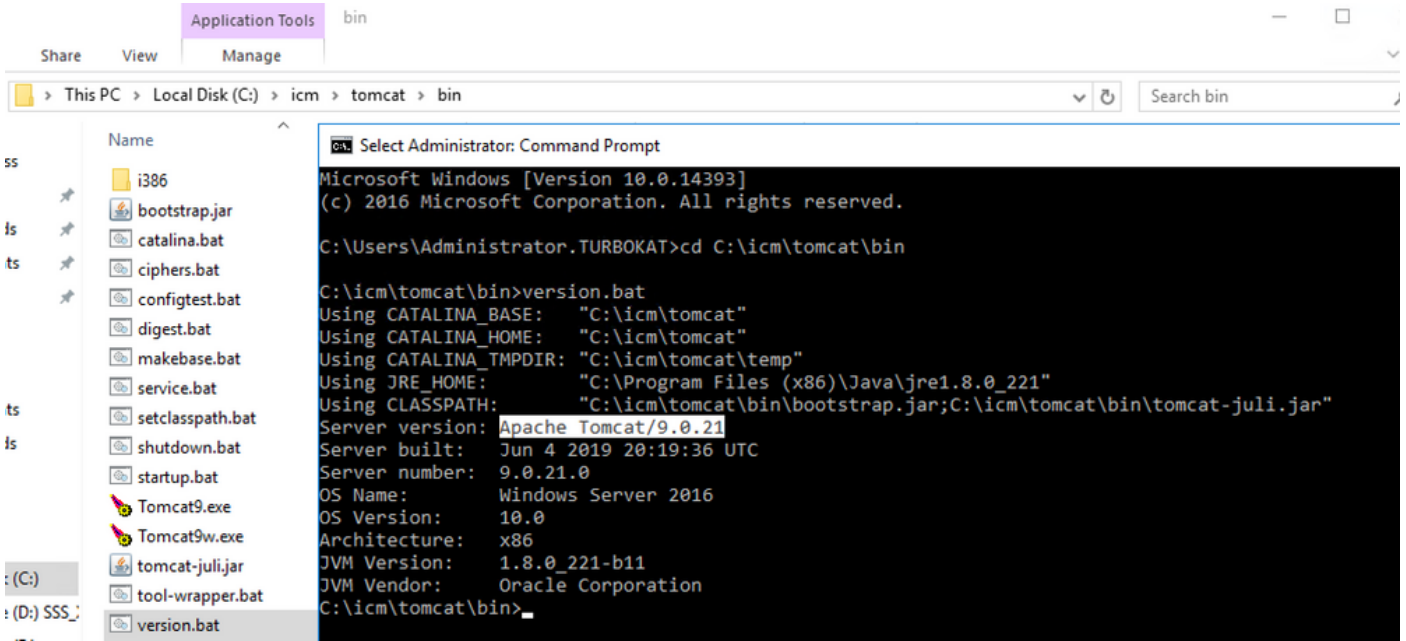 Application Tools bin
Share View Manage
This PC > Local Disk (C:) > icm > tomcat > bin
Search bin
Name
i386
bootstrap.jar
catalina.bat
ciphers.bat
configtest.bat
digest.bat
makebase.bat
service.bat
setclasspath.bat
shutdown.bat
startup.bat
Tomcat9.exe
Tomcat9w.exe
tomcat-juli.jar
tool-wrapper.bat
version.bat
ss
ds
ts
ts
ds
(C:)
(D:) SSS_
Select Administrator: Command Prompt
Microsoft Windows [Version 10.0.14393]
(c) 2016 Microsoft Corporation. All rights reserved.
C:\Users\Administrator.TURBOKAT>cd C:\icm\tomcat\bin
C:\icm\tomcat\bin>version.bat
Using CATALINA_BASE: "C:\icm\tomcat"
Using CATALINA_HOME: "C:\icm\tomcat"
Using CATALINA_TMPDIR: "C:\icm\tomcat\temp"
Using JRE_HOME: "C:\Program Files (x86)\Java\jre1.8.0_221"
Using CLASSPATH: "C:\icm\tomcat\bin\bootstrap.jar;C:\icm\tomcat\bin\tomcat-juli.jar"
Server version: Apache Tomcat/9.0.21
Server built: Jun 4 2019 20:19:36 UTC
Server number: 9.0.21.0
OS Name: Windows Server 2016
OS Version: 10.0
Architecture: x86
JVM Version: 1.8.0_221-b11
JVM Vendor: Oracle Corporation
C:\icm\tomcat\bin>